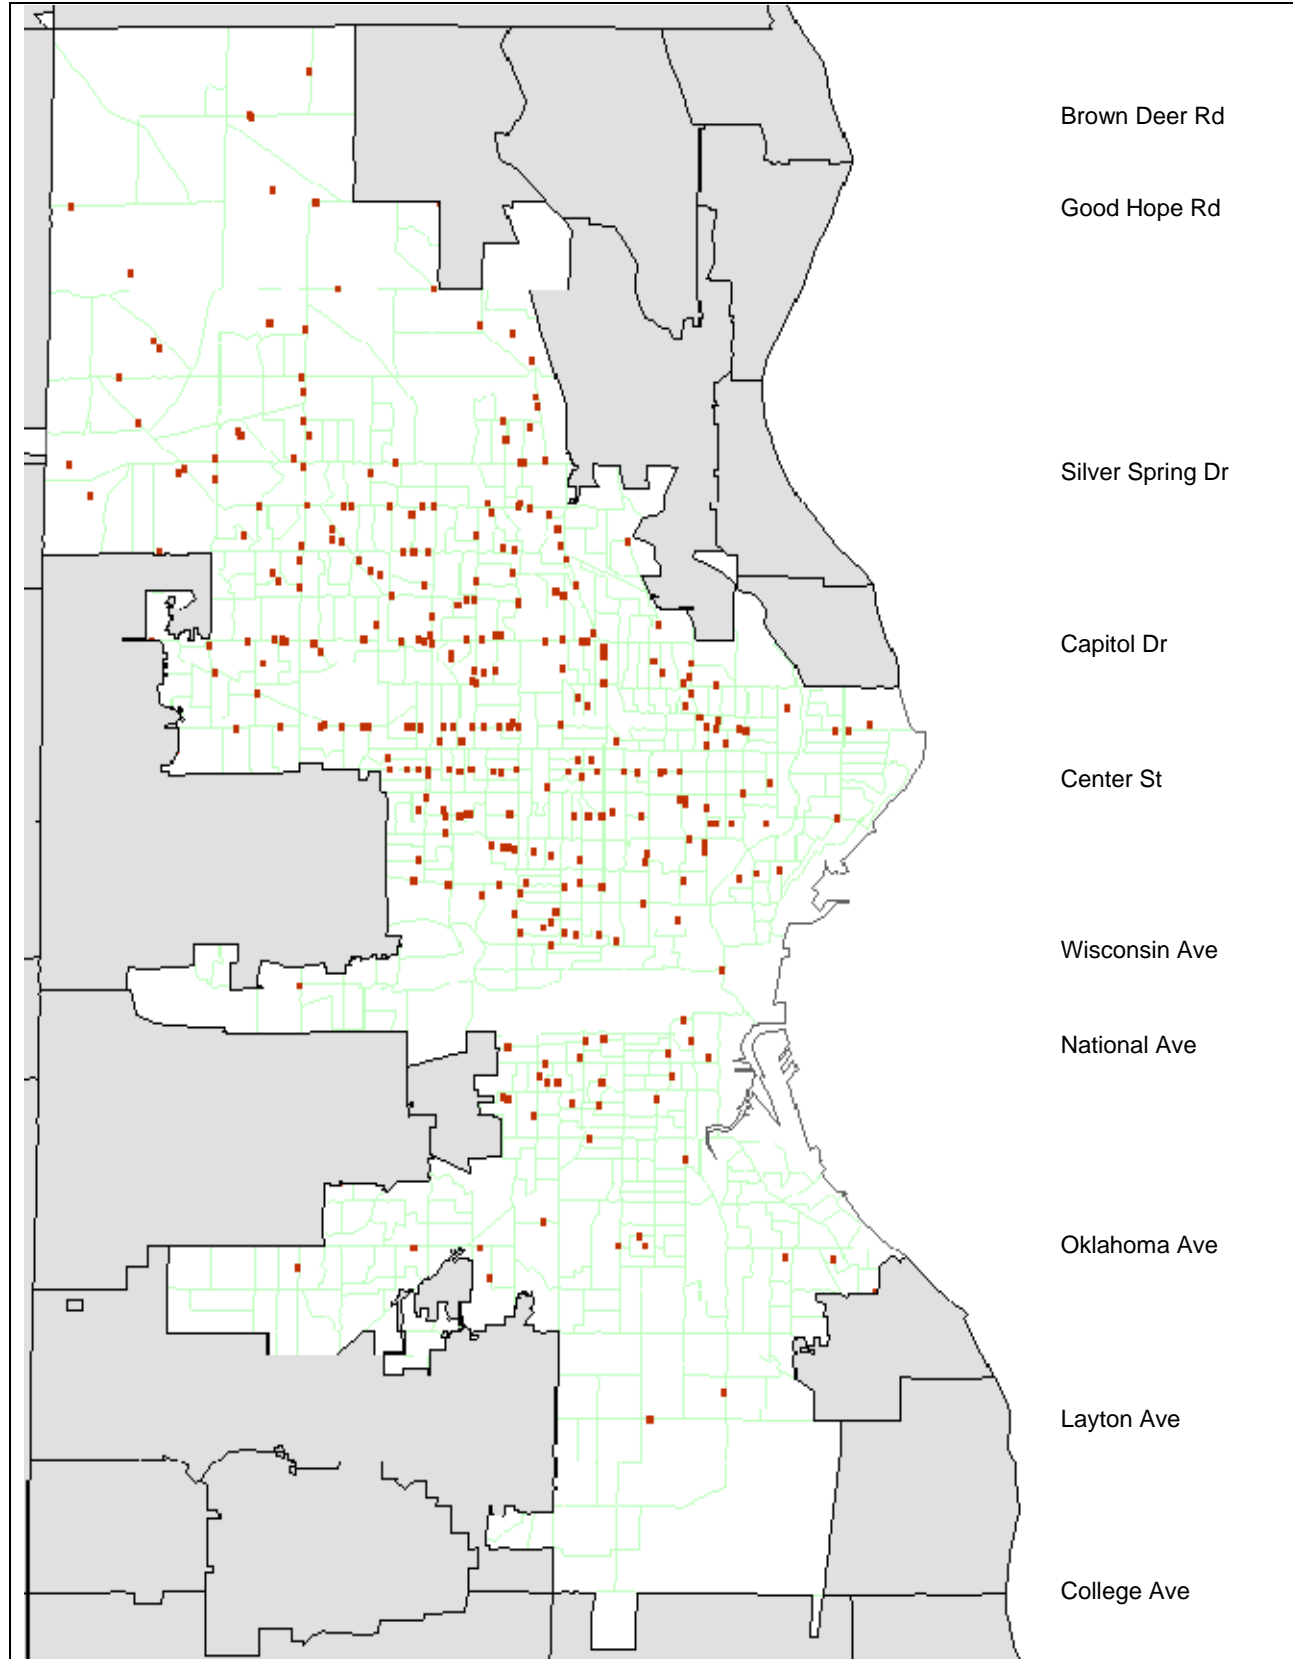 Brown Deer Rd
Good Hope Rd
Silver Spring Dr
Capitol Dr
Center St
Wisconsin Ave
National Ave
Oklahoma Ave
Layton Ave
College Ave